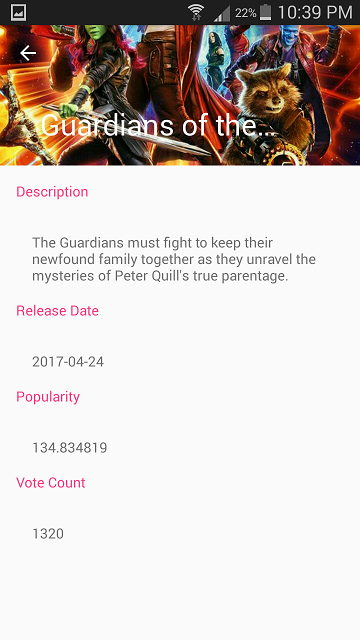 22% 10:39 PM
Guardians of the...
Description
The Guardians must fight to keep their
newfound family together as they unravel the
mysteries of Peter Quill's true parentage.
Release Date
2017-04-24
Popularity
134.834819
Vote Count
1320